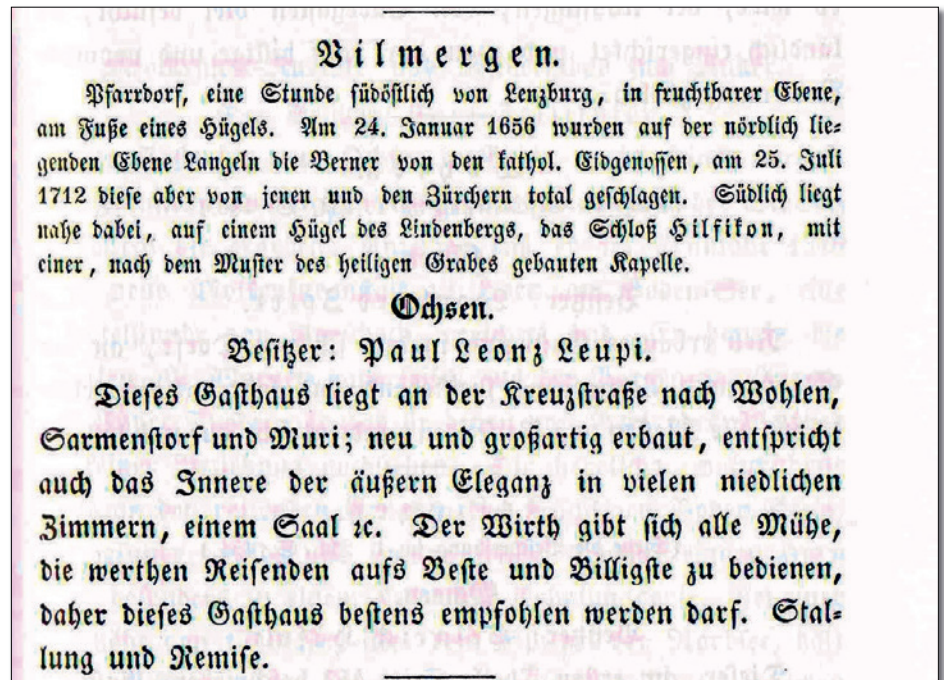 Vilmergen.
Pfarrdorf, eine Stunde südöstlich von Lenzburg, in fruchtbarer Ebene,
am Fuße eines Hügels. Am 24. Januar 1656 wurden auf der nördlich lie-
genden Ebene Langeln die Berner von den kathol. Eidgenossen, am 25. Juli
1712 diese aber von jenen und den Zürchern total geschlagen. Südlich liegt
nahe dabei, auf einem Hügel des Lindenbergs, das Schloß Hilfikon, mit
einer, nach dem Muster des heiligen Grabes gebauten Kapelle.
Ochsen.
Besitzer: Paul Leonz Leupi.
Dieses Gasthaus liegt an der Kreuzstraße nach Wohlen,
Sarmenstorf und Muri; neu und großartig erbaut, entspricht
auch das Innere der äußern Eleganz in vielen niedlichen
Zimmern, einem Saal ꝛc. Der Wirth gibt sich alle Mühe,
die werthen Reisenden aufs Beste und Billigste zu bedienen,
daher dieses Gasthaus bestens empfohlen werden darf. Stal-
lung und Remise.